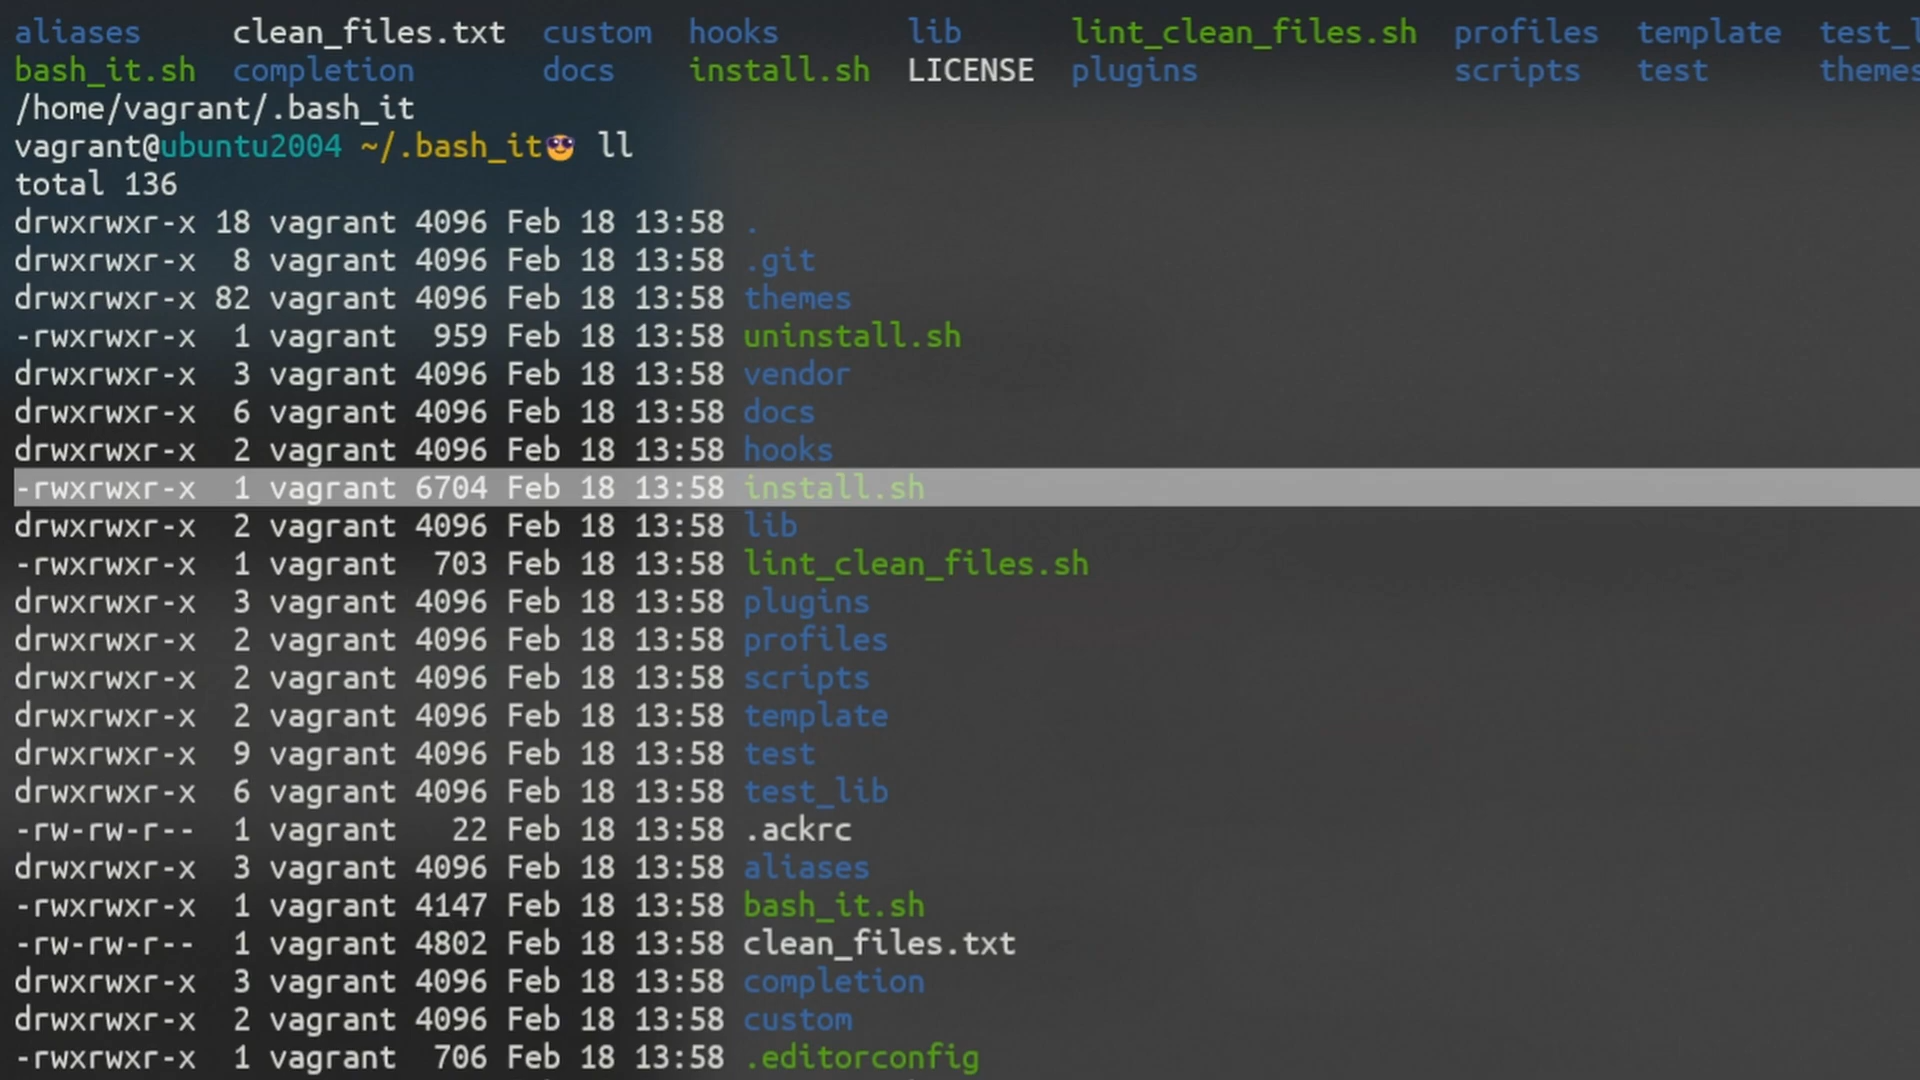 aliases clean_files.txt custom hooks lib lint_clean_files.sh profiles template
bash_it.sh completion docs install.sh LICENSE plugins scripts test themes
/home/vagrant/.bash_it
vagrant@ubuntu2004 ~/.bash_it😎 ll
total 136
drwxrwxr-x 18 vagrant 4096 Feb 18 13:58 .
drwxrwxr-x 8 vagrant 4096 Feb 18 13:58 .git
drwxrwxr-x 82 vagrant 4096 Feb 18 13:58 themes
-rwxrwxr-x 1 vagrant 959 Feb 18 13:58 uninstall.sh
drwxrwxr-x 3 vagrant 4096 Feb 18 13:58 vendor
drwxrwxr-x 6 vagrant 4096 Feb 18 13:58 docs
drwxrwxr-x 2 vagrant 4096 Feb 18 13:58 hooks
-rwxrwxr-x 1 vagrant 6704 Feb 18 13:58 install.sh
drwxrwxr-x 2 vagrant 4096 Feb 18 13:58 lib
-rwxrwxr-x 1 vagrant 703 Feb 18 13:58 lint_clean_files.sh
drwxrwxr-x 3 vagrant 4096 Feb 18 13:58 plugins
drwxrwxr-x 2 vagrant 4096 Feb 18 13:58 profiles
drwxrwxr-x 2 vagrant 4096 Feb 18 13:58 scripts
drwxrwxr-x 2 vagrant 4096 Feb 18 13:58 template
drwxrwxr-x 9 vagrant 4096 Feb 18 13:58 test
drwxrwxr-x 6 vagrant 4096 Feb 18 13:58 test_lib
-rw-rw-r-- 1 vagrant 22 Feb 18 13:58 .ackrc
drwxrwxr-x 3 vagrant 4096 Feb 18 13:58 aliases
-rwxrwxr-x 1 vagrant 4147 Feb 18 13:58 bash_it.sh
-rw-rw-r-- 1 vagrant 4802 Feb 18 13:58 clean_files.txt
drwxrwxr-x 3 vagrant 4096 Feb 18 13:58 completion
drwxrwxr-x 2 vagrant 4096 Feb 18 13:58 custom
-rwxrwxr-x 1 vagrant 706 Feb 18 13:58 .editorconfig